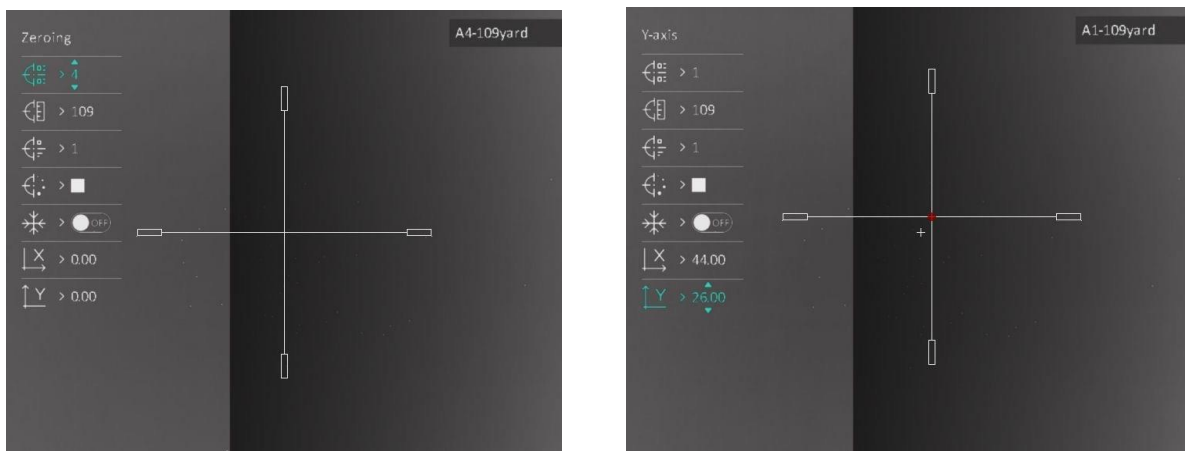 Zeroing
A4-109yard
> 4
> 109
> 1
>
> OFF
X > 0.00
Y > 0.00
Y-axis
A1-109yard
> 1
> 109
> 1
>
> OFF
X > 44.00
Y > 26.00